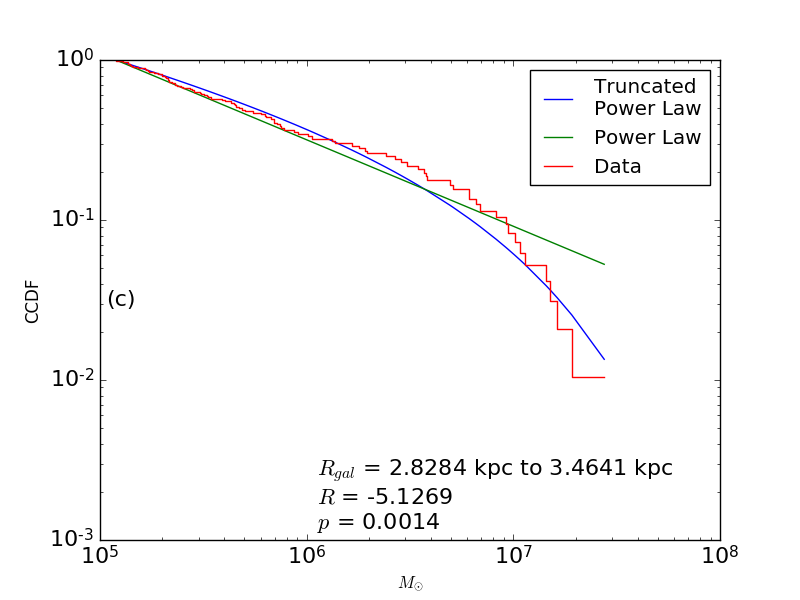 10^0
Truncated
Power Law
Power Law
Data
10^-1
CCDF
(c)
10^-2
R_gal = 2.8284 kpc to 3.4641 kpc
R = -5.1269
p = 0.0014
10^-3
10^5 10^6 10^7 10^8
M_⊙